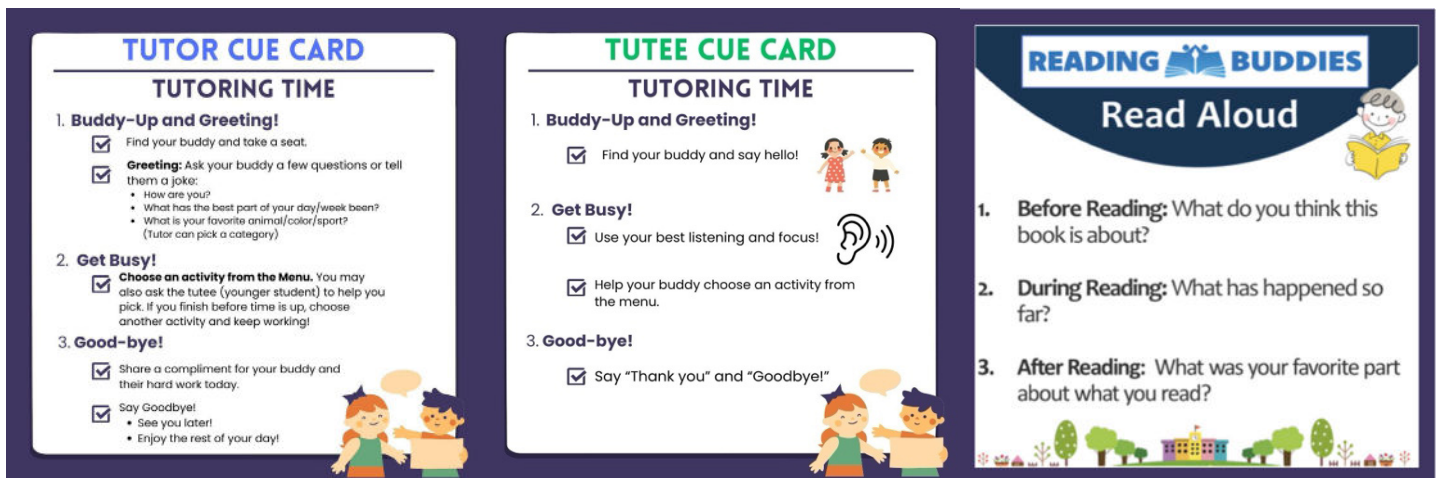 TUTOR CUE CARD
TUTORING TIME
1. Buddy-Up and Greeting!
Find your buddy and take a seat.
Greeting: Ask your buddy a few questions or tell
them a joke:
• How are you?
• What has the best part of your day/week been?
• What is your favorite animal/color/sport?
(Tutor can pick a category)
2. Get Busy!
Choose an activity from the Menu. You may
also ask the tutee (younger student) to help you
pick. If you finish before time is up, choose
another activity and keep working!
3. Good-bye!
Share a compliment for your buddy and
their hard work today.
Say Goodbye!
• See you later!
• Enjoy the rest of your day!
TUTEE CUE CARD
TUTORING TIME
1. Buddy-Up and Greeting!
Find your buddy and say hello!
2. Get Busy!
Use your best listening and focus!
Help your buddy choose an activity from
the menu.
3. Good-bye!
Say “Thank you” and “Goodbye!”
READING BUDDIES
Read Aloud
1. Before Reading: What do you think this
book is about?
2. During Reading: What has happened so
far?
3. After Reading: What was your favorite part
about what you read?